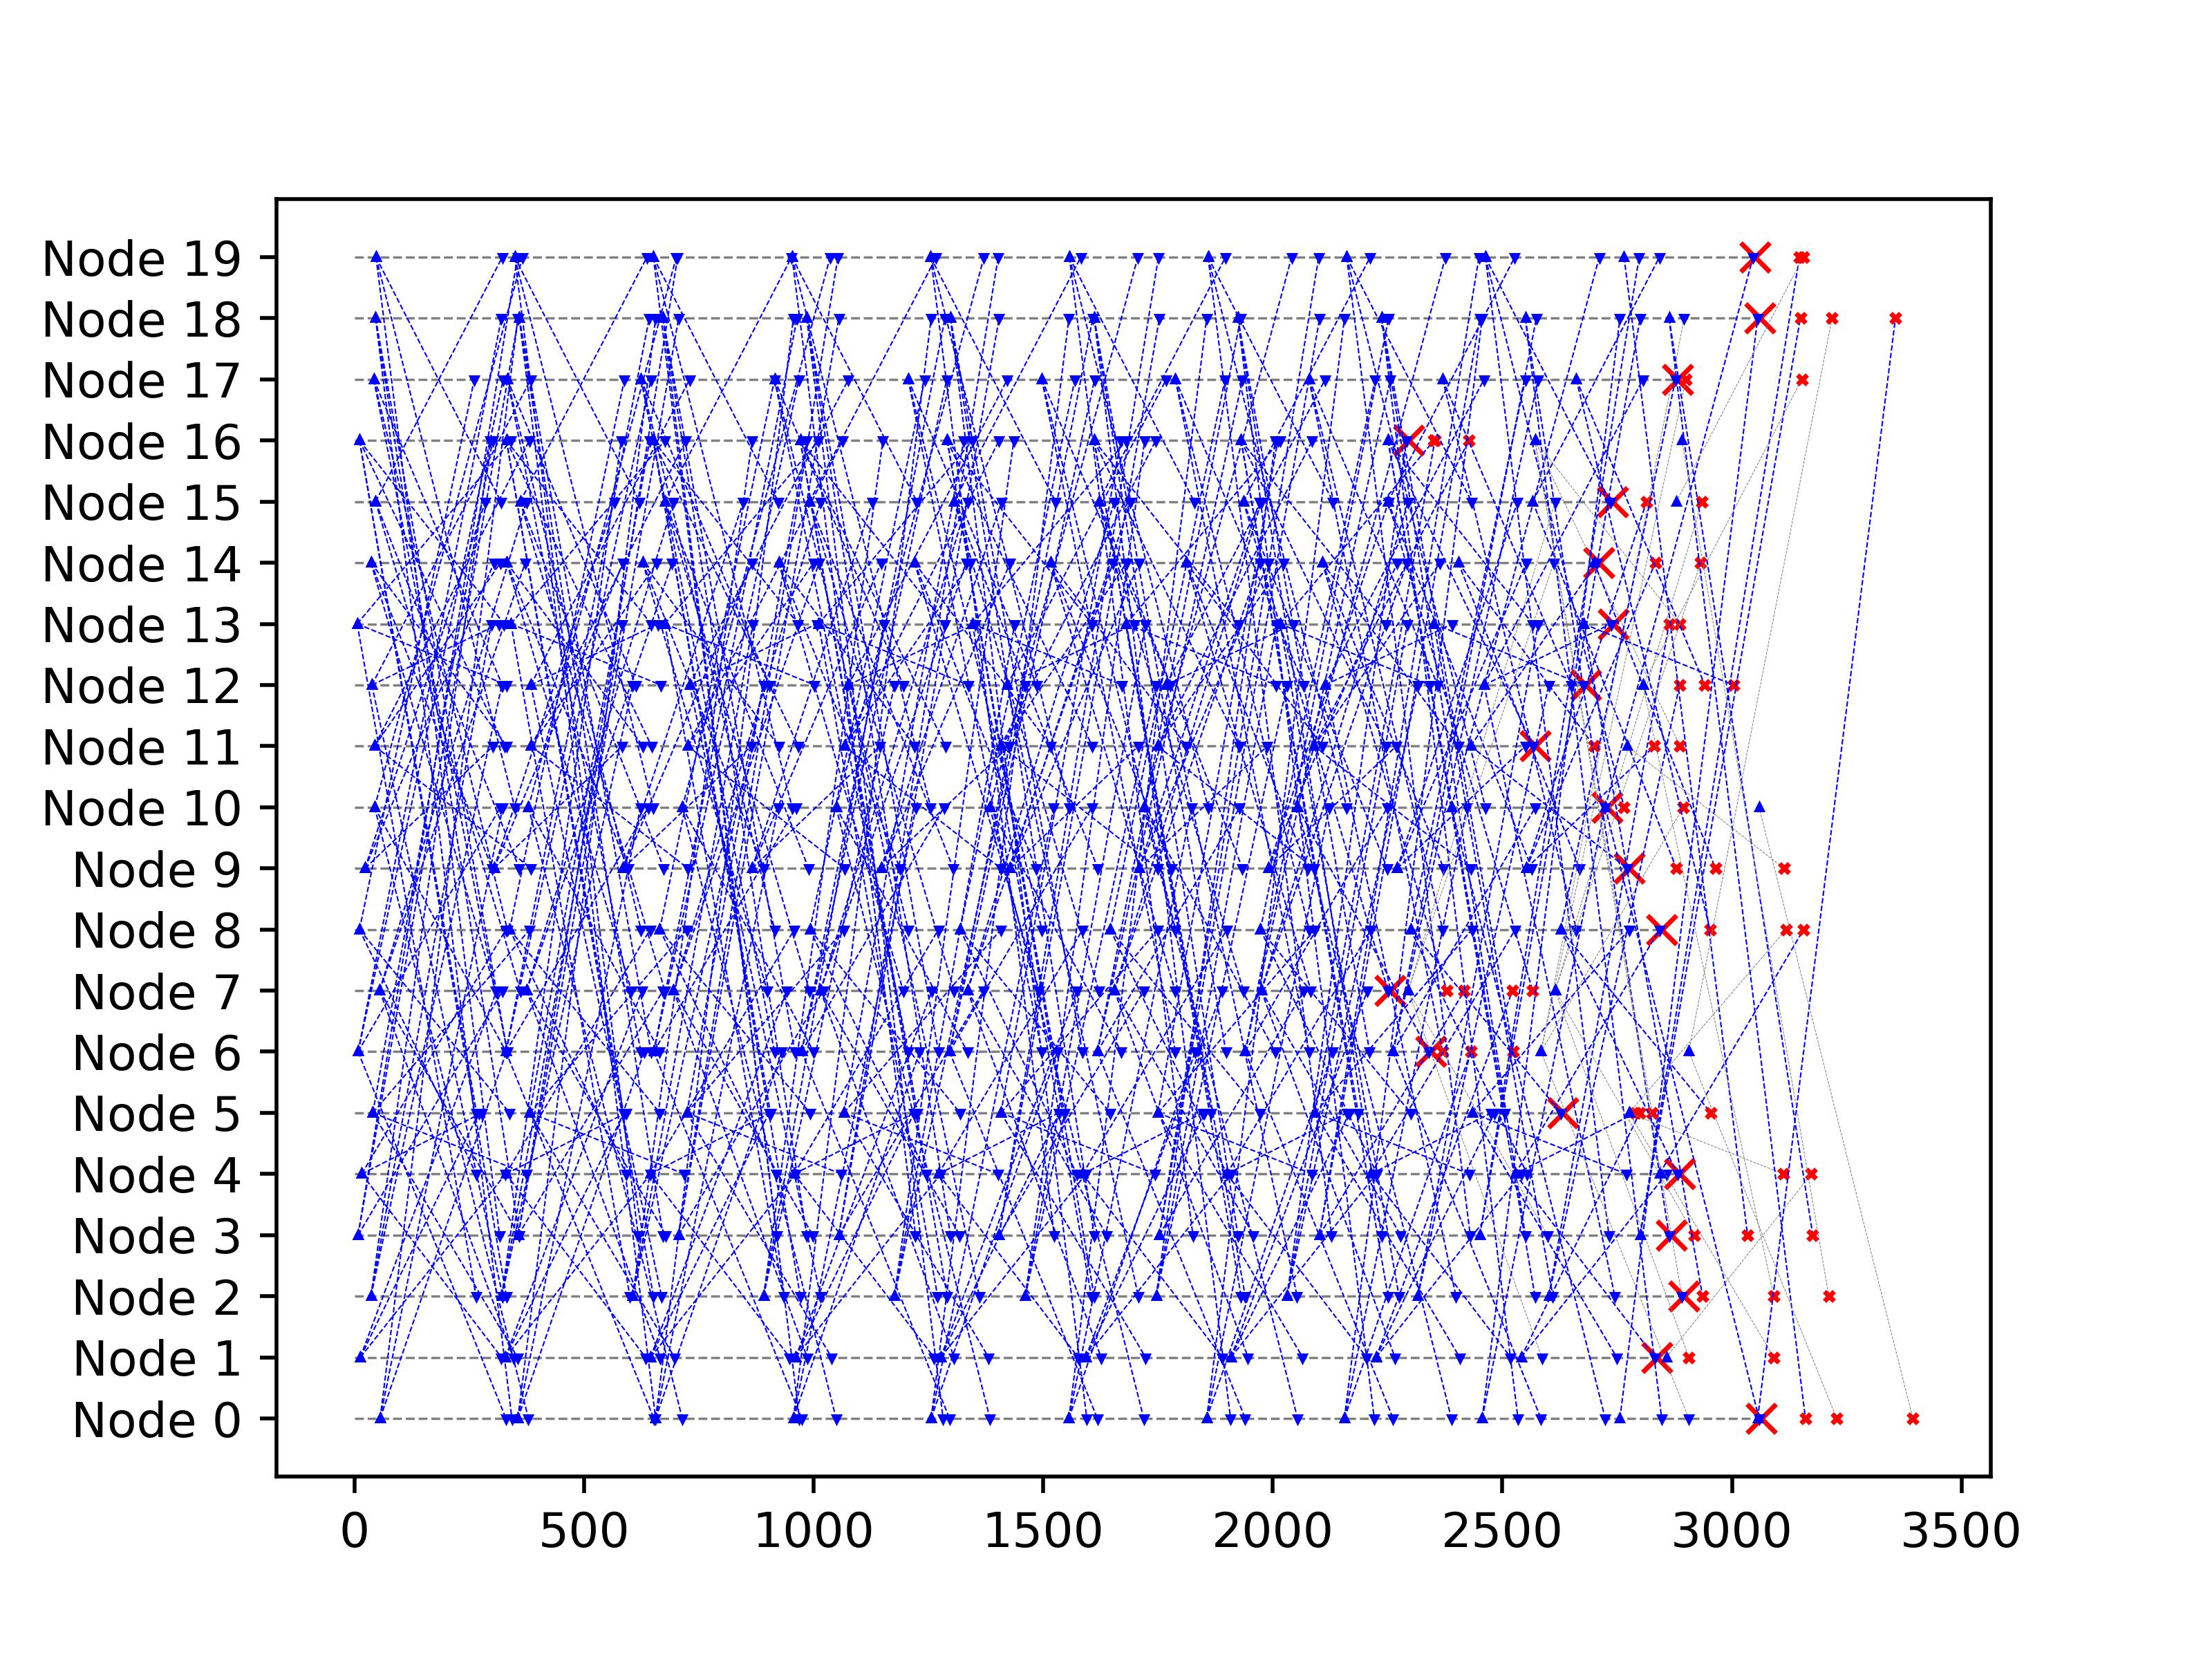 Node 19
Node 18
Node 17
Node 16
Node 15
Node 14
Node 13
Node 12
Node 11
Node 10
Node 9
Node 8
Node 7
Node 6
Node 5
Node 4
Node 3
Node 2
Node 1
Node 0
0 500 1000 1500 2000 2500 3000 3500